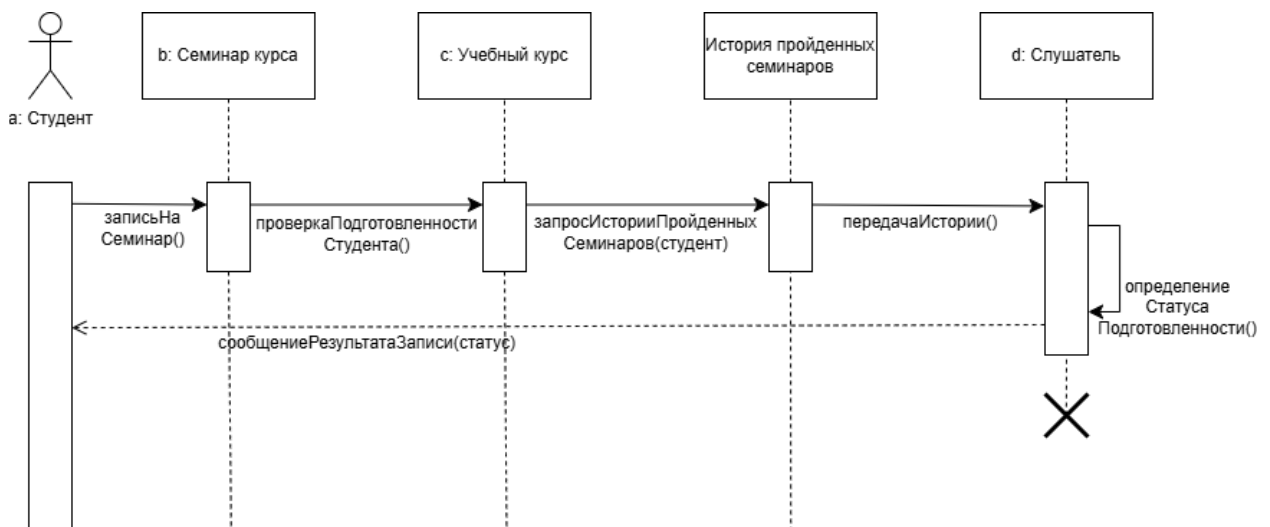 a: Студент
b: Семинар курса
c: Учебный курс
История пройденных
семинаров
d: Слушатель
записьНа
Семинар()
проверкаПодготовленности
Студента()
запросИсторииПройденных
Семинаров(студент)
передачаИстории()
определение
Статуса
Подготовленности()
сообщениеРезультатаЗаписи(статус)